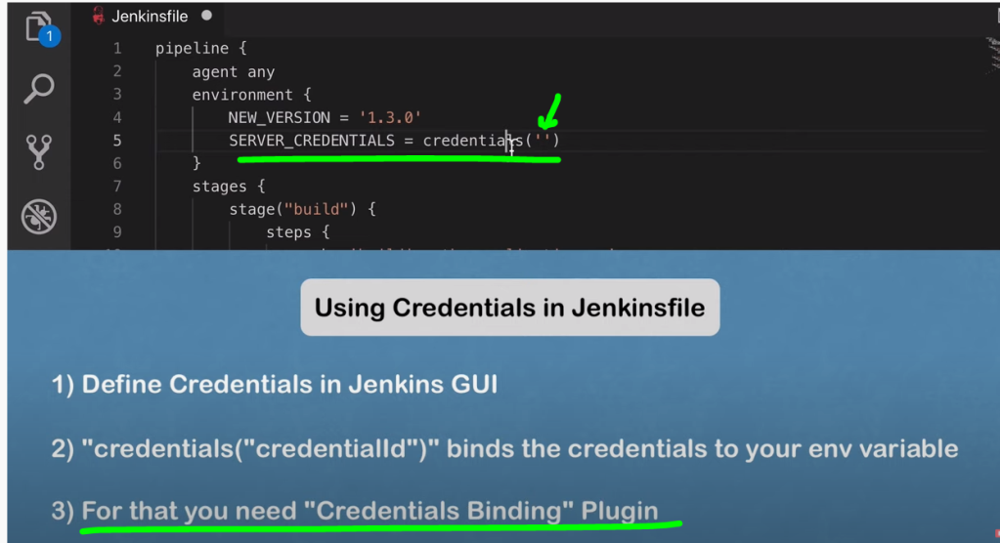 Jenkinsfile
1
1 pipeline {
2 agent any
3 environment {
4 NEW_VERSION = '1.3.0'
5 SERVER_CREDENTIALS = credentials('')
6 }
7 stages {
8 stage("build") {
9 steps {
Using Credentials in Jenkinsfile
1) Define Credentials in Jenkins GUI
2) "credentials("credentialId")" binds the credentials to your env variable
3) For that you need "Credentials Binding" Plugin